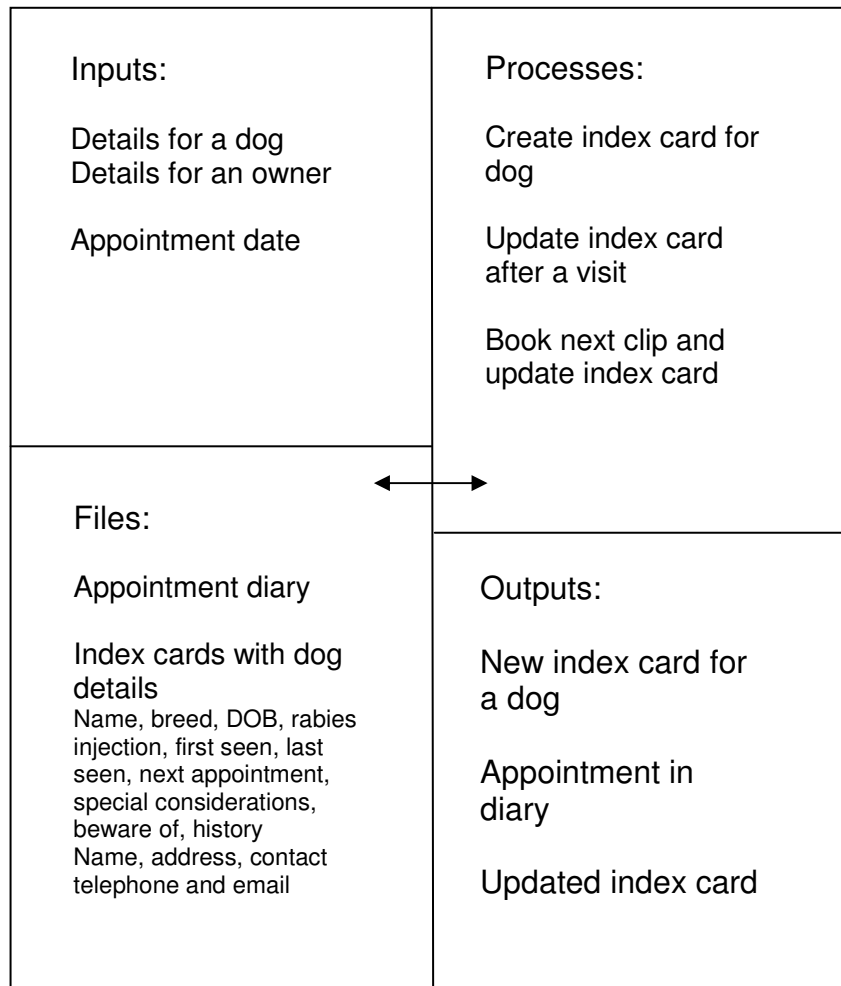 Inputs:
Details for a dog
Details for an owner
Appointment date
Processes:
Create index card for
dog
Update index card
after a visit
Book next clip and
update index card
Files:
Appointment diary
Index cards with dog
details
Name, breed, DOB, rabies
injection, first seen, last
seen, next appointment,
special considerations,
beware of, history
Name, address, contact
telephone and email
Outputs:
New index card for
a dog
Appointment in
diary
Updated index card